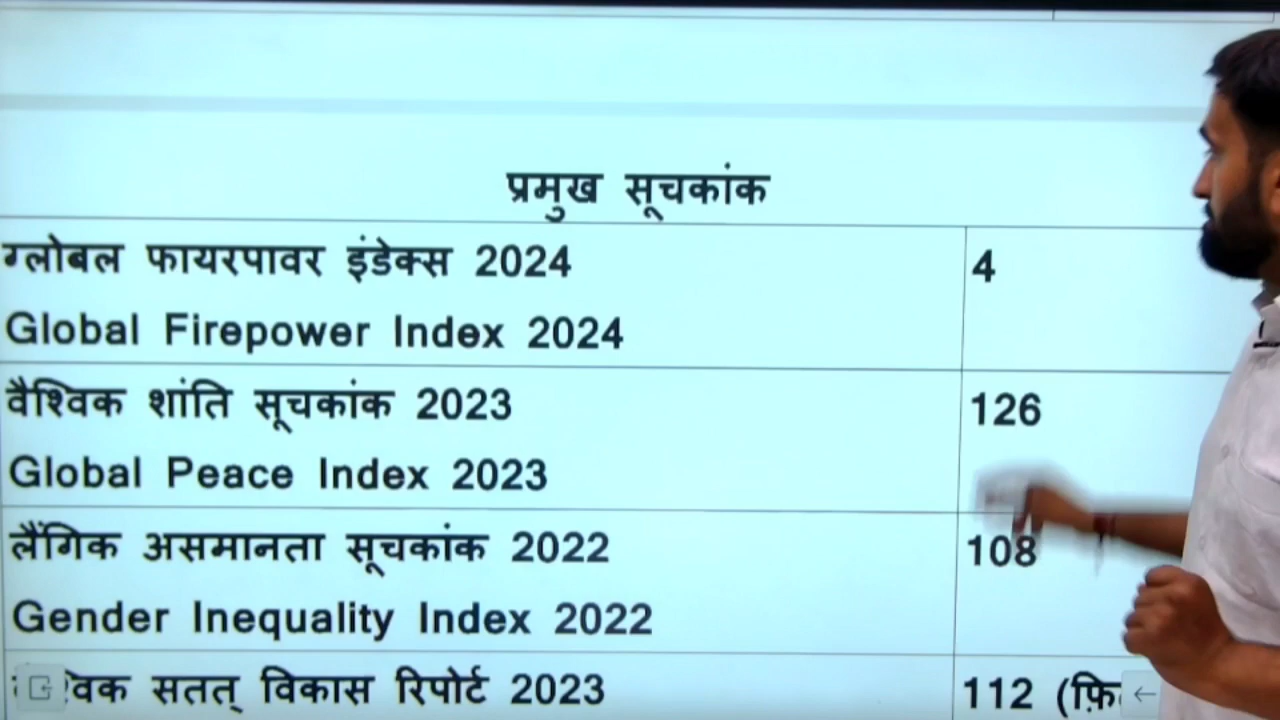 प्रमुख सूचकांक
ग्लोबल फायरपावर इंडेक्स 2024
4
Global Firepower Index 2024
वैश्विक शांति सूचकांक 2023
126
Global Peace Index 2023
लैंगिक असमानता सूचकांक 2022
108
Gender Inequality Index 2022
सतत् विकास रिपोर्ट 2023
112